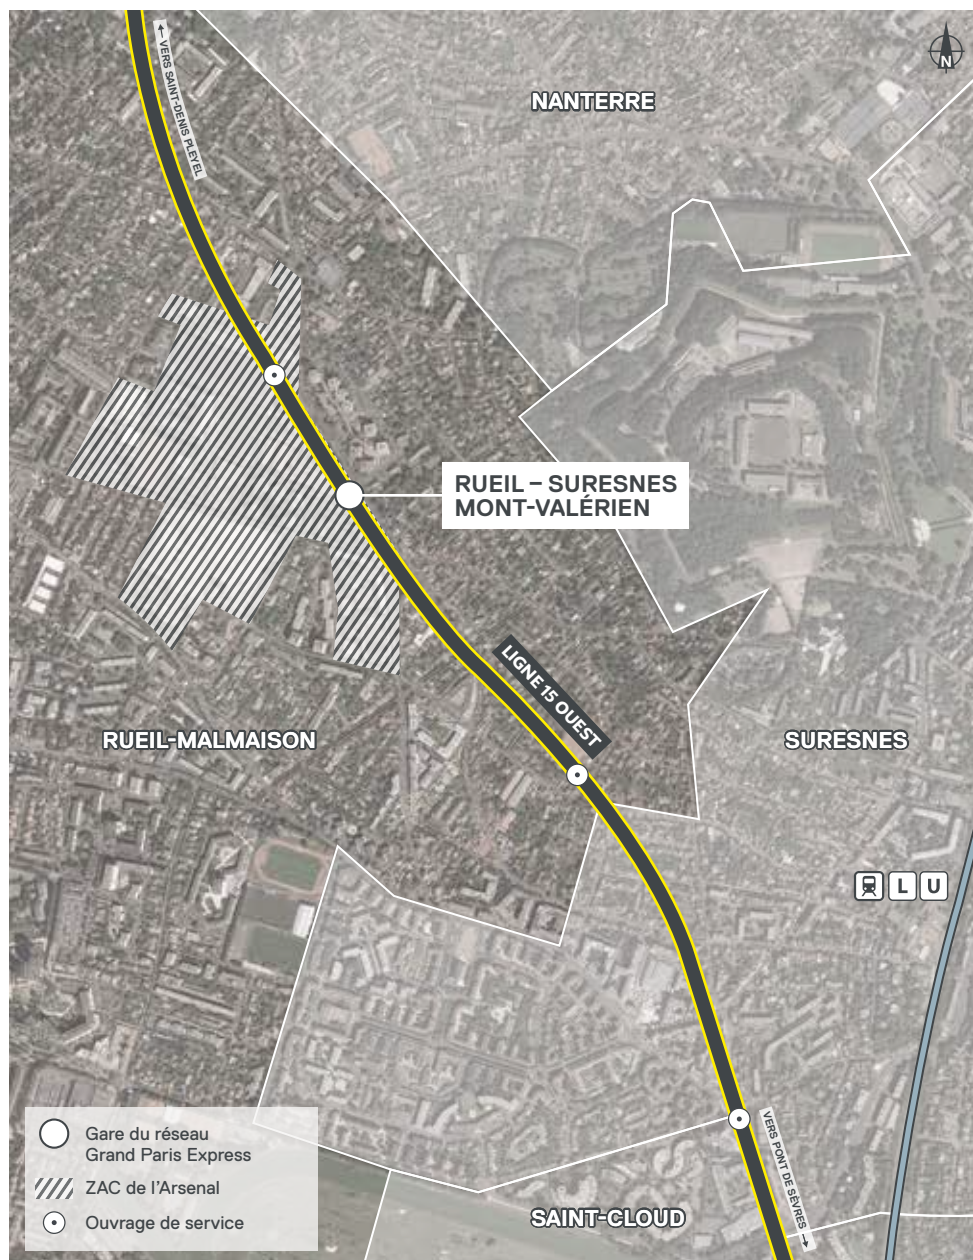 ← VERS SAINT-DENIS PLEYEL
N
NANTERRE
RUEIL – SURESNES
MONT-VALÉRIEN
LIGNE 15 OUEST
RUEIL-MALMAISON
SURESNES
L U
VERS PONT DE SÈVRES →
SAINT-CLOUD
Gare du réseau
Grand Paris Express
ZAC de l'Arsenal
Ouvrage de service